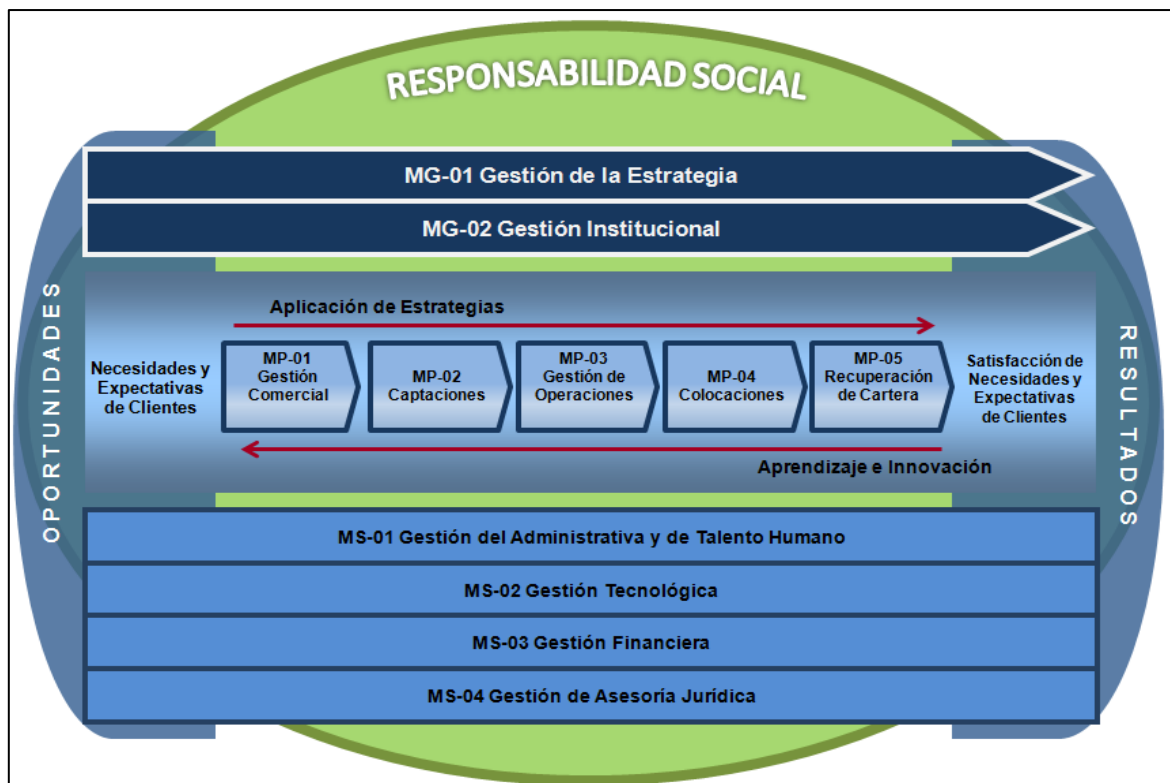 RESPONSABILIDAD SOCIAL
MG-01 Gestión de la Estrategia
MG-02 Gestión Institucional
OPORTUNIDADES
Aplicación de Estrategias
Necesidades y
Expectativas
de Clientes
MP-01
Gestión
Comercial
MP-02
Captaciones
MP-03
Gestión de
Operaciones
MP-04
Colocaciones
MP-05
Recuperación
de Cartera
Satisfacción de
Necesidades y
Expectativas
de Clientes
Aprendizaje e Innovación
RESULTADOS
MS-01 Gestión del Administrativa y de Talento Humano
MS-02 Gestión Tecnológica
MS-03 Gestión Financiera
MS-04 Gestión de Asesoría Jurídica